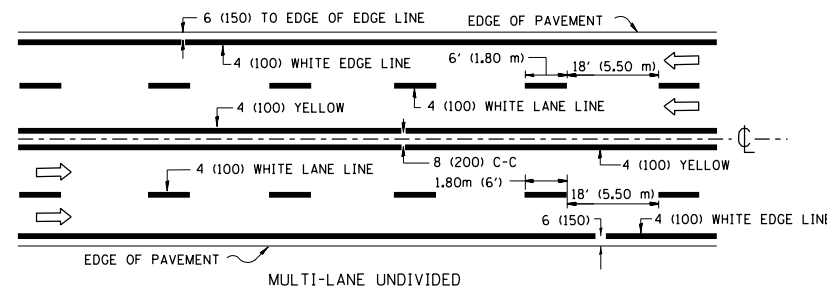 6 (150) TO EDGE OF EDGE LINE
EDGE OF PAVEMENT
4 (100) WHITE EDGE LINE
6' (1.80 m)
18' (5.50 m)
4 (100) YELLOW
4 (100) WHITE LANE LINE
℄
4 (100) WHITE LANE LINE
8 (200) C-C
4 (100) YELLOW
1.80m (6')
18' (5.50 m)
6 (150)
4 (100) WHITE EDGE LINE
EDGE OF PAVEMENT
MULTI-LANE UNDIVIDED